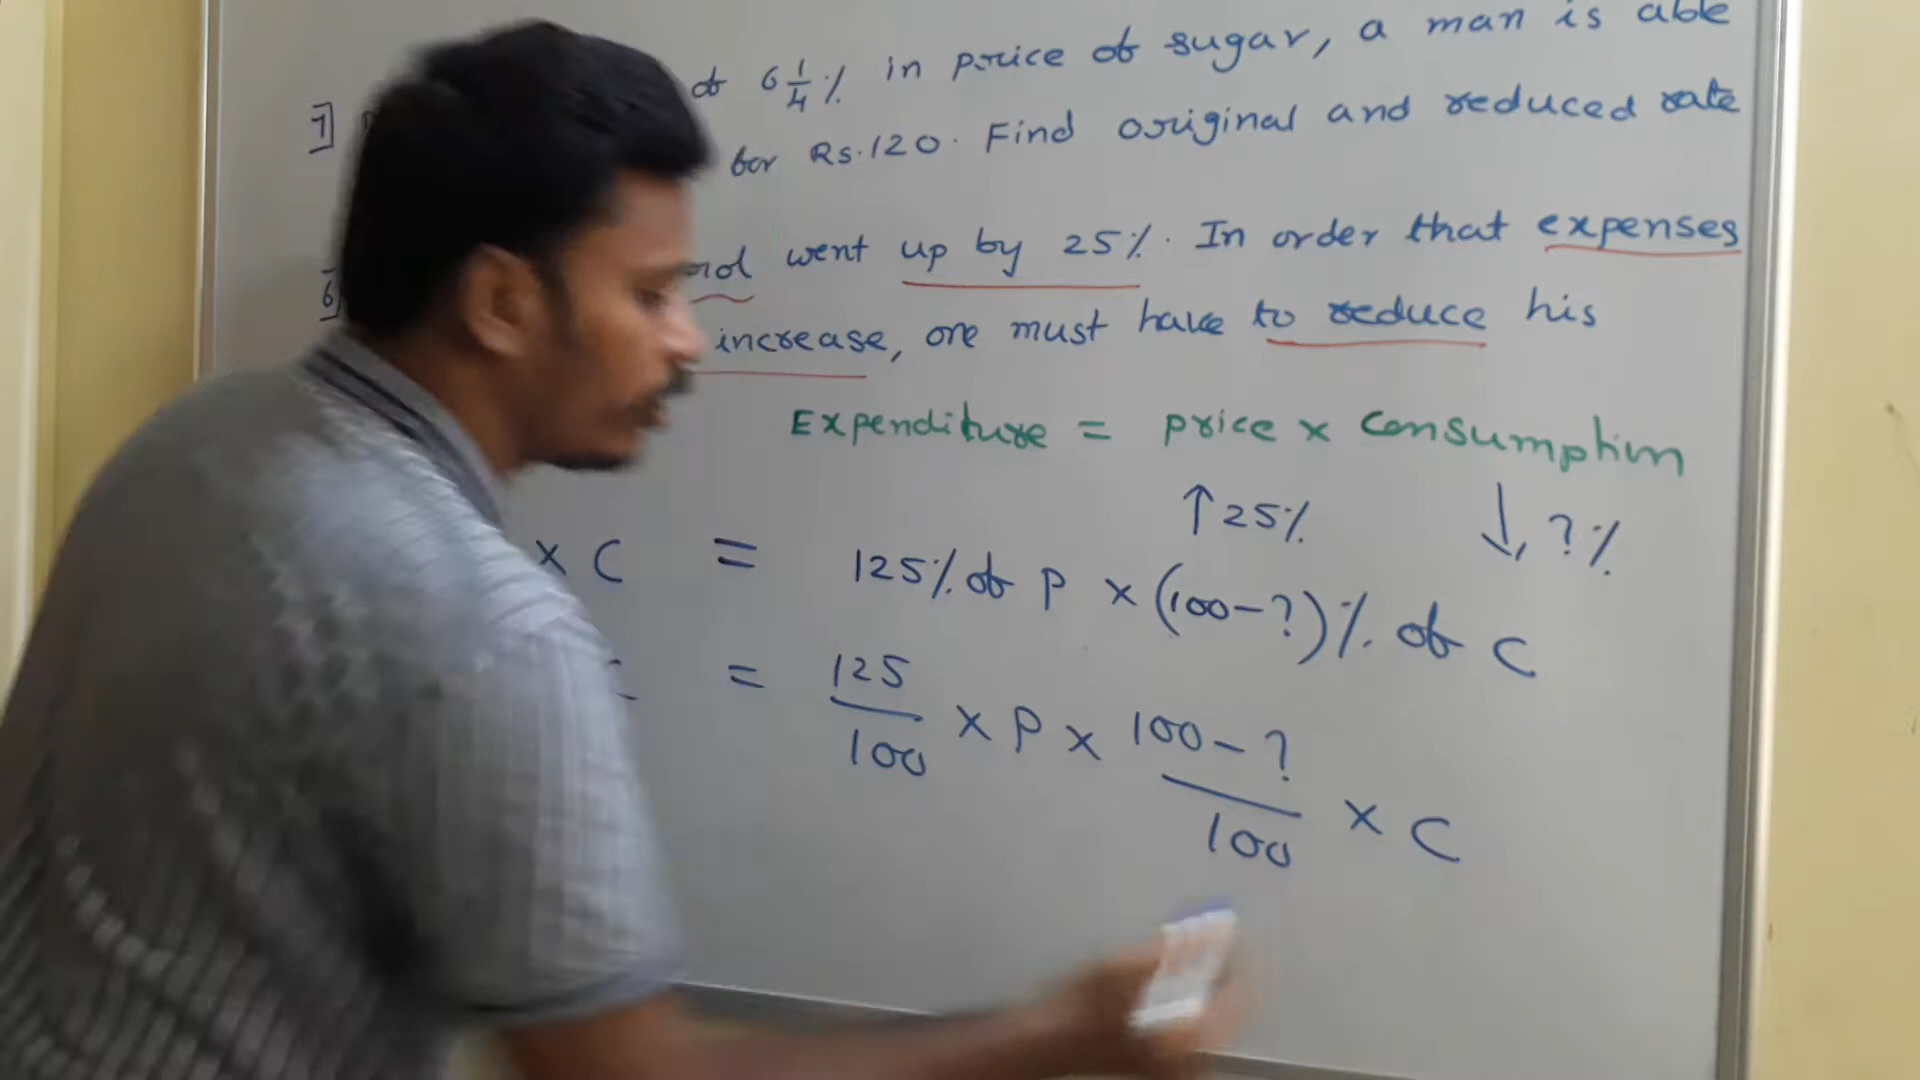 of 6 1/4 % in price of sugar, a man is able
7] for Rs.120. Find original and reduced rate
went up by 25%. In order that expenses
6] increase, one must have to reduce his
Expenditure = price × consumption
↑25% ↓, ?%
× C = 125% of P × (100-?)% of C
= 125/100 × P × 100-?/100 × C